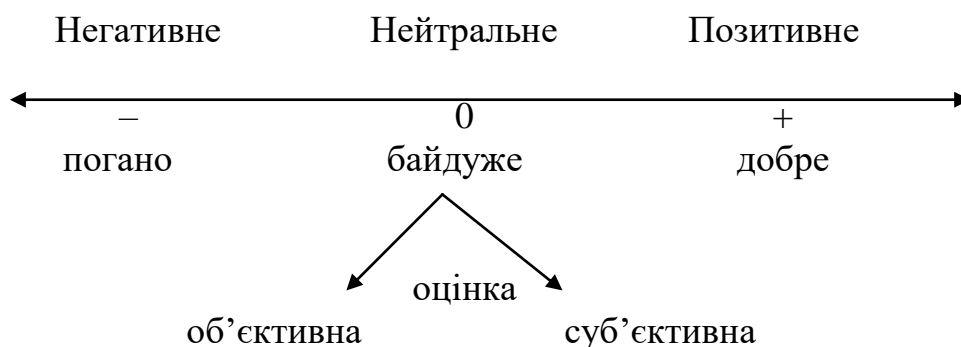 Негативне Нейтральне Позитивне
– 0 +
погано байдуже добре
оцінка
об’єктивна суб’єктивна